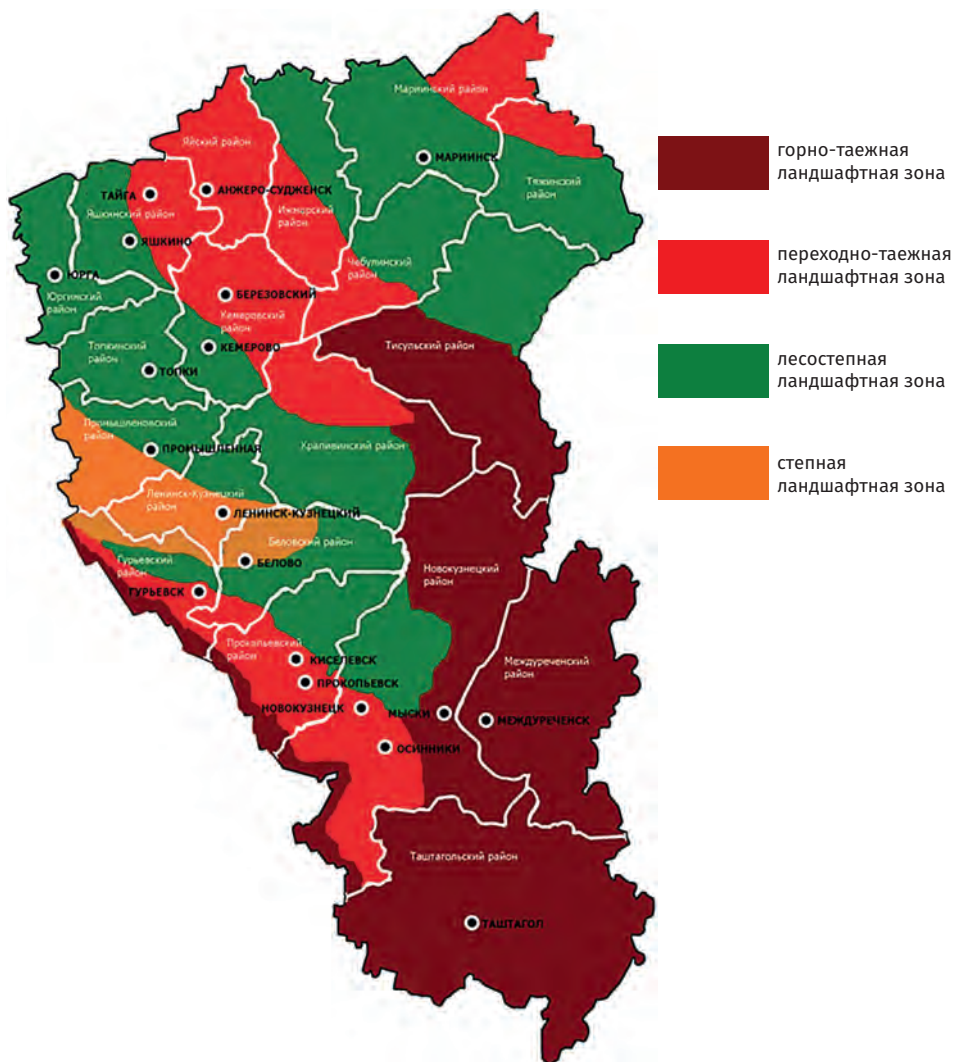 Мариинский район
Яйский район
МАРИИНСК
ТАЙГА
АНЖЕРО-СУДЖЕНСК
Тяжинский
район
Яшкинский район
Ижморский
район
ЯШКИНО
Чебулинский
район
ЮРГА
Юргинский
район
БЕРЕЗОВСКИЙ
Кемеровский
район
Топкинский
район
КЕМЕРОВО
Тисульский район
ТОПКИ
Промышленовский
район
ПРОМЫШЛЕННАЯ
Крапивинский район
Ленинск-Кузнецкий
район
ЛЕНИНСК-КУЗНЕЦКИЙ
Беловский район
Гурьевский
район
БЕЛОВО
Новокузнецкий
район
ГУРЬЕВСК
Прокопьевский
район
КИСЕЛЕВСК
Междуреченский
район
ПРОКОПЬЕВСК
НОВОКУЗНЕЦК
МЫСКИ
МЕЖДУРЕЧЕНСК
ОСИННИКИ
Таштагольский район
ТАШТАГОЛ
горно-таежная
ландшафтная зона
переходно-таежная
ландшафтная зона
лесостепная
ландшафтная зона
степная
ландшафтная зона